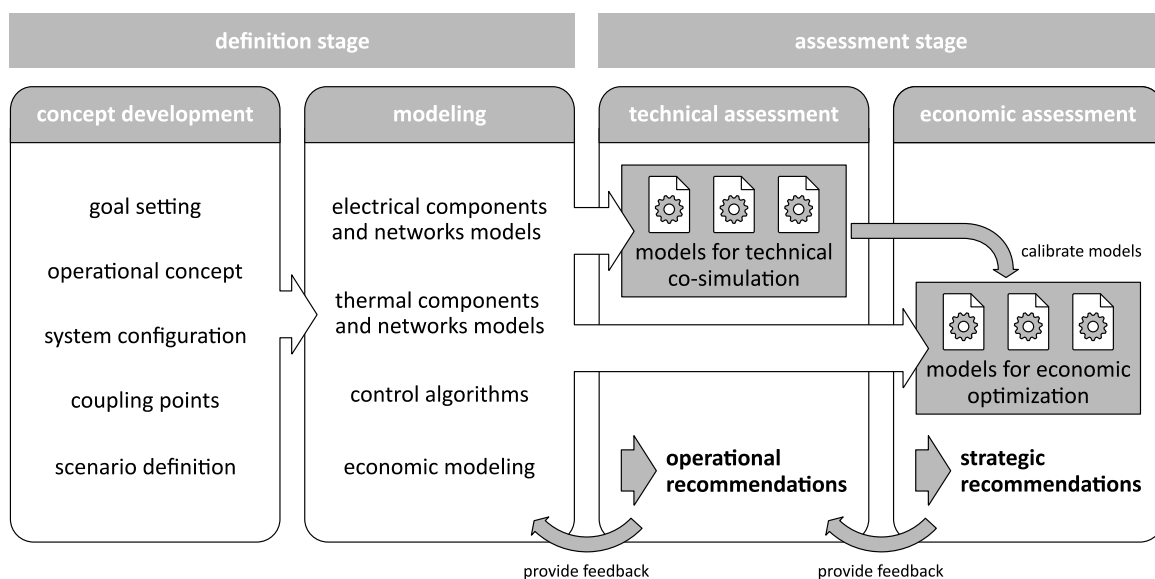 definition stage
assessment stage
concept development
modeling
technical assessment
economic assessment
goal setting
operational concept
system configuration
coupling points
scenario definition
electrical components
and networks models
thermal components
and networks models
control algorithms
economic modeling
models for technical
co-simulation
calibrate models
models for economic
optimization
operational
recommendations
strategic
recommendations
provide feedback
provide feedback